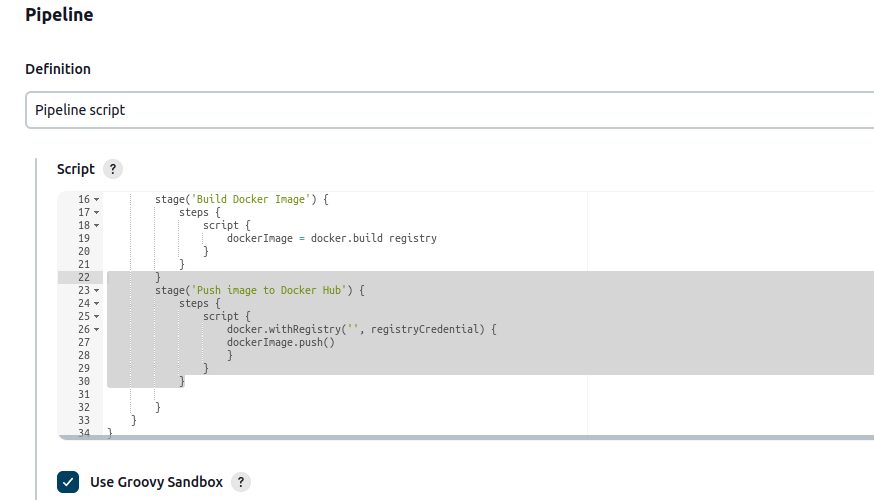 Pipeline
Definition
Pipeline script
Script ?
16 stage('Build Docker Image') {
17 steps {
18 script {
19 dockerImage = docker.build registry
20 }
21 }
22 }
23 stage('Push image to Docker Hub') {
24 steps {
25 script {
26 docker.withRegistry('', registryCredential) {
27 dockerImage.push()
28 }
29 }
30 }
31
32 }
33 }
34 }
Use Groovy Sandbox ?